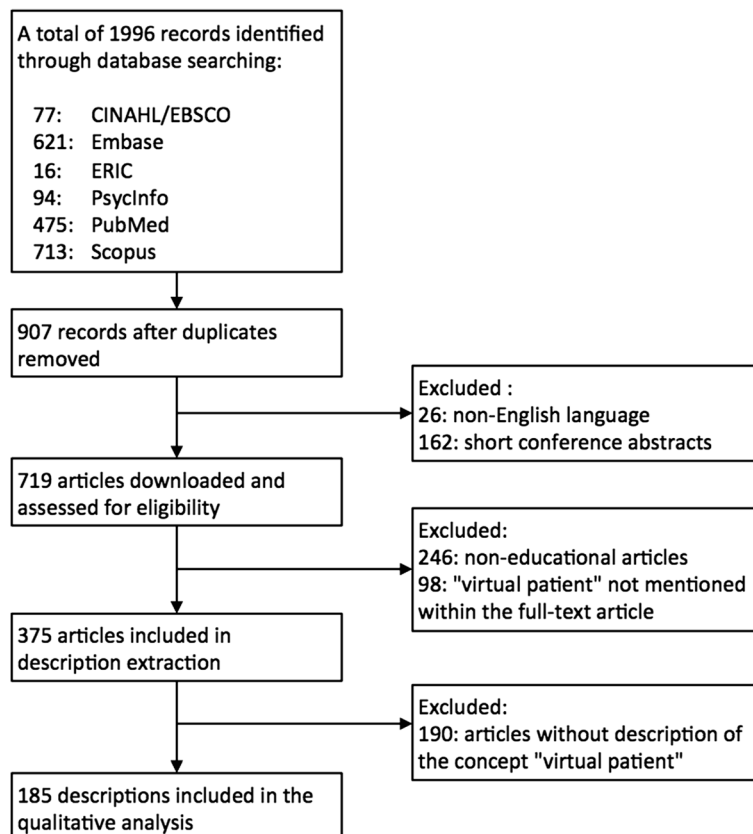 A total of 1996 records identified
through database searching:
77: CINAHL/EBSCO
621: Embase
16: ERIC
94: PsycInfo
475: PubMed
713: Scopus
907 records after duplicates
removed
Excluded :
26: non-English language
162: short conference abstracts
719 articles downloaded and
assessed for eligibility
Excluded:
246: non-educational articles
98: "virtual patient" not mentioned
within the full-text article
375 articles included in
description extraction
Excluded:
190: articles without description of
the concept "virtual patient"
185 descriptions included in the
qualitative analysis